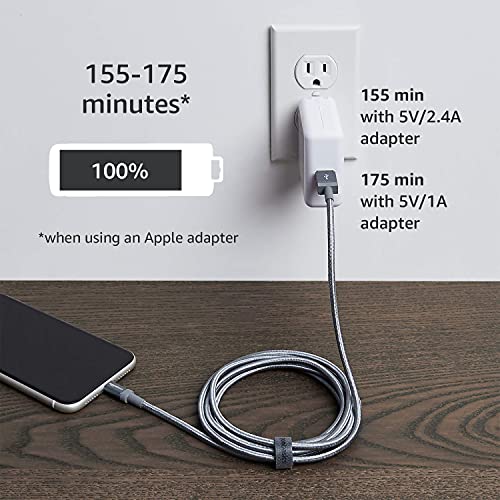 155-175
minutes*
100%
*when using an Apple adapter
155 min
with 5V/2.4A
adapter
175 min
with 5V/1A
adapter